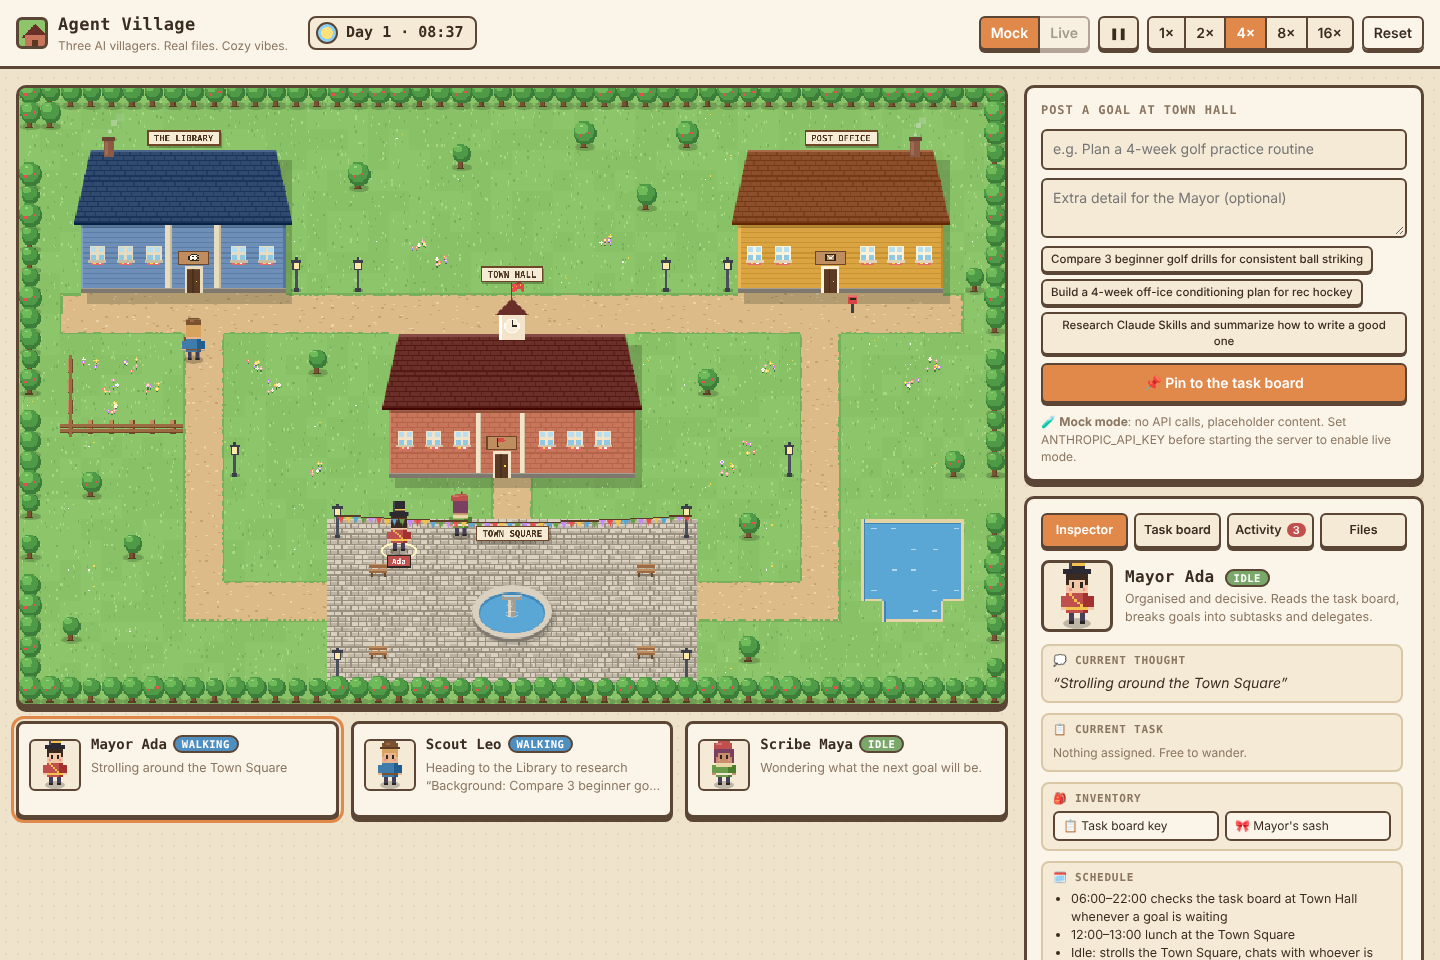 Agent Village
Three AI villagers. Real files. Cozy vibes.
Day 1 · 08:37
Mock
Live
1×
2×
4×
8×
16×
Reset
THE LIBRARY
POST OFFICE
TOWN HALL
TOWN SQUARE
Ada
Mayor Ada WALKING
Strolling around the Town Square
Scout Leo WALKING
Heading to the Library to research
“Background: Compare 3 beginner go…
Scribe Maya IDLE
Wondering what the next goal will be.
POST A GOAL AT TOWN HALL
e.g. Plan a 4-week golf practice routine
Extra detail for the Mayor (optional)
Compare 3 beginner golf drills for consistent ball striking
Build a 4-week off-ice conditioning plan for rec hockey
Research Claude Skills and summarize how to write a good
one
📌 Pin to the task board
🧪 Mock mode: no API calls, placeholder content. Set
ANTHROPIC_API_KEY before starting the server to enable live
mode.
Inspector
Task board
Activity 3
Files
Mayor Ada IDLE
Organised and decisive. Reads the task board,
breaks goals into subtasks and delegates.
💭 CURRENT THOUGHT
“Strolling around the Town Square”
📋 CURRENT TASK
Nothing assigned. Free to wander.
🎒 INVENTORY
📋 Task board key
🎀 Mayor's sash
🗓️ SCHEDULE
• 06:00–22:00 checks the task board at Town Hall
whenever a goal is waiting
• 12:00–13:00 lunch at the Town Square
• Idle: strolls the Town Square, chats with whoever is